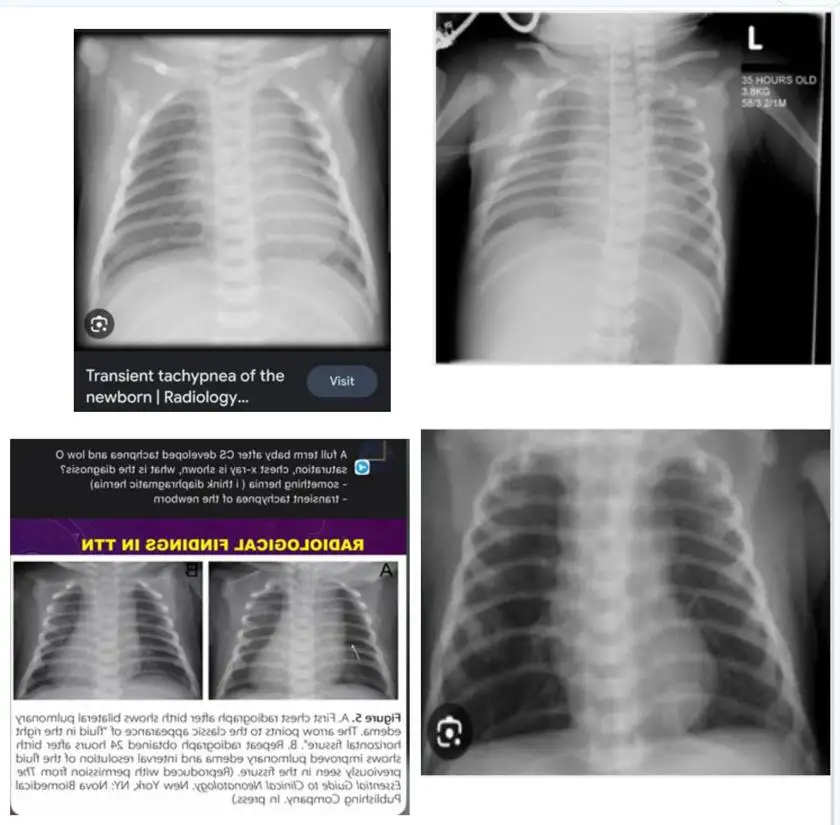 L
35 HOURS OLD
3.8KG
58/3.2/1M
Transient tachypnea of the
newborn | Radiology...
Visit
A full term baby after CS developed tachpnea and low O
saturation, chest x-ray is shown, what is the diagnosis?
- something hernia ( i think diaphragmatic hernia)
- transient tachypnea of the newborn
RADIOLOGICAL FINDINGS IN TTN
B
A
Figure 5. A. First chest radiograph after birth shows bilateral pulmonary
edema. The arrow points to the classic appearance of "fluid in the right
horizontal fissure". B. Repeat radiograph obtained 24 hours after birth
shows improved pulmonary edema and interval resolution of the fluid
previously seen in the fissure. (Reproduced with permission from The
Essential Guide to Clinical Neonatology. New York, NY: Nova Biomedical
Publishing Company. In press.)